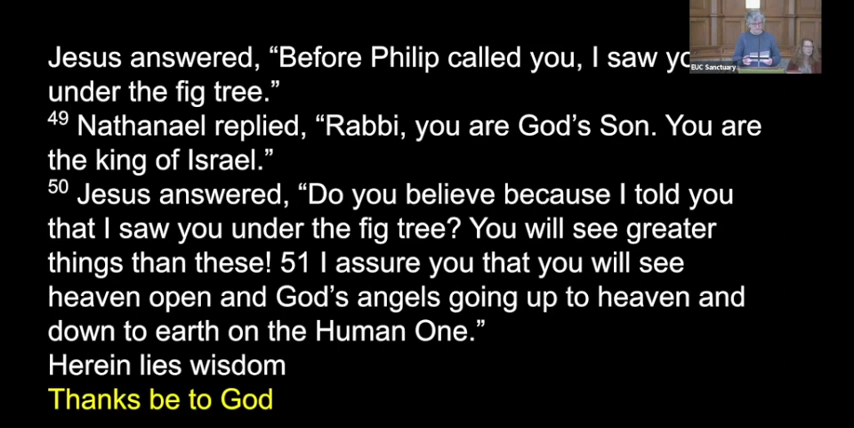 Jesus answered, “Before Philip called you, I saw
under the fig tree.”
49 Nathanael replied, “Rabbi, you are God’s Son. You are
the king of Israel.”
50 Jesus answered, “Do you believe because I told you
that I saw you under the fig tree? You will see greater
things than these! 51 I assure you that you will see
heaven open and God’s angels going up to heaven and
down to earth on the Human One.”
Herein lies wisdom
Thanks be to God
EUC Sanctuary